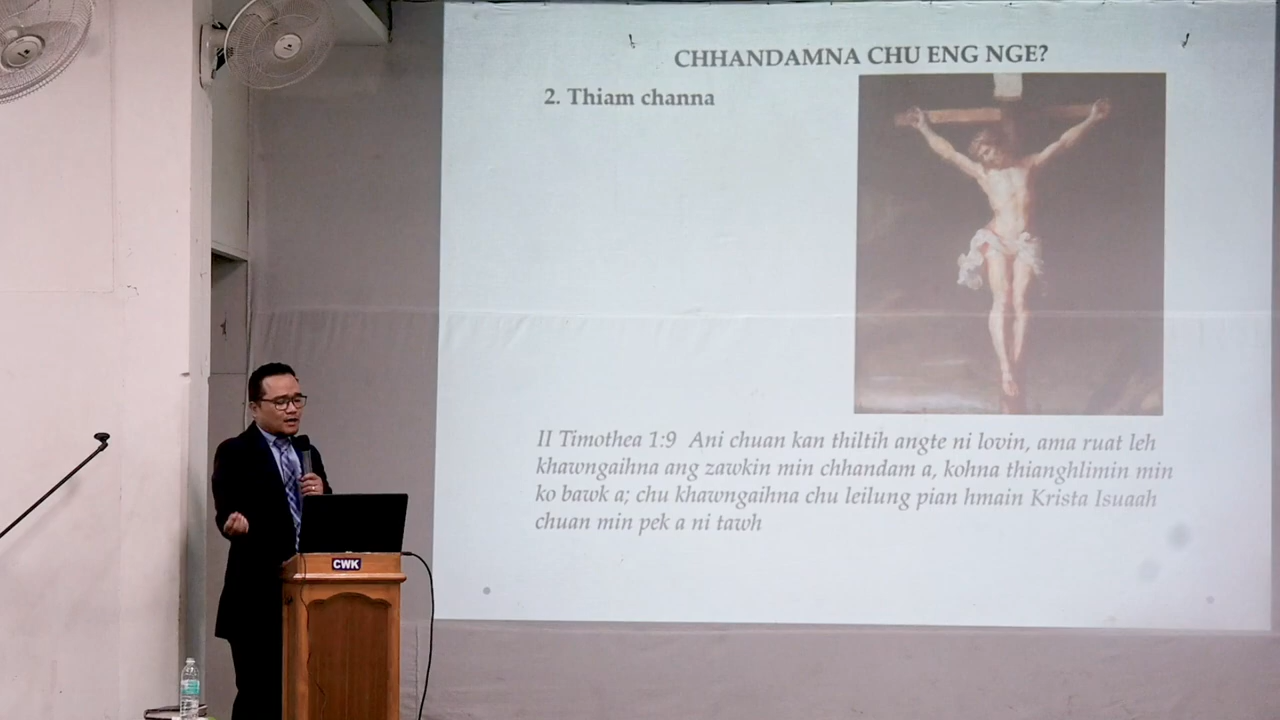 CHHANDAMNA CHU ENG NGE?
2. Thiam channa
II Timothea 1:9 Ani chuan kan thiltih angte ni lovin, ama ruat leh
khawngaihna ang zawkin min chhandam a, kohna thianghlimin min
ko bawk a; chu khawngaihna chu leilung pian hmain Krista Isuaah
chuan min pek a ni tawh
CWK